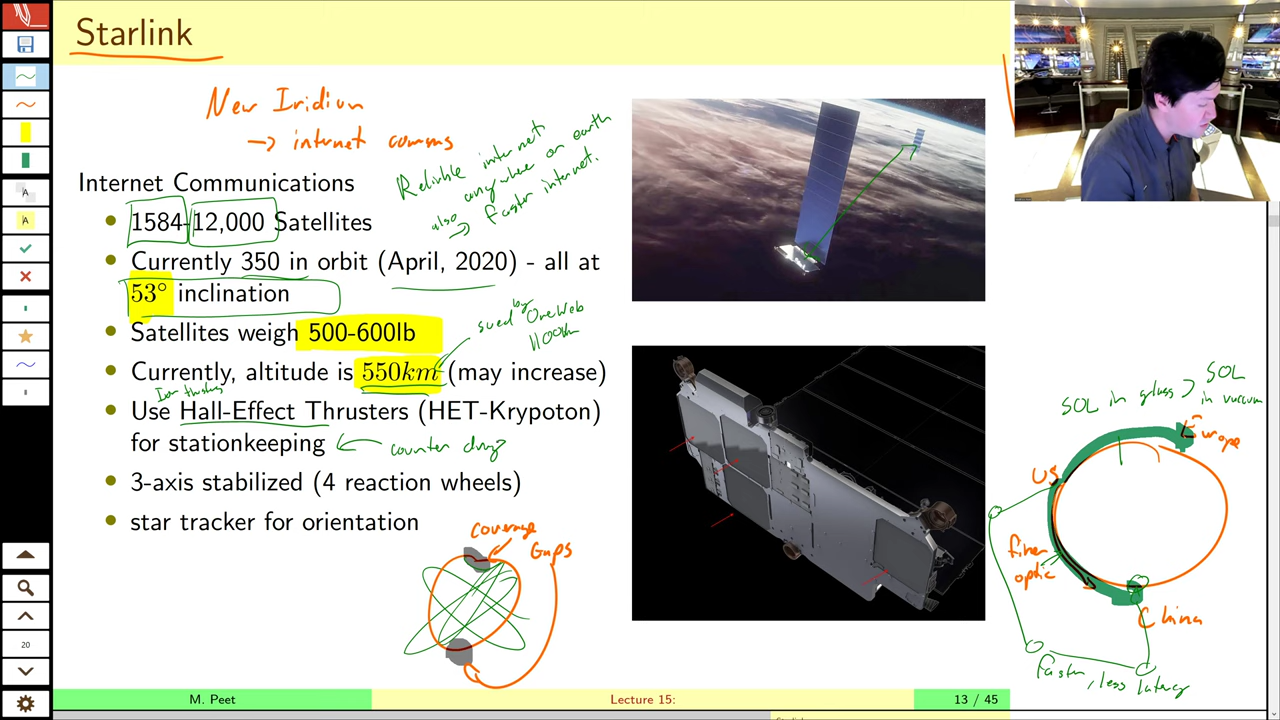 Starlink
New Iridium
→ internet comms
Reliable internet
anywhere on earth
also faster internet.
Internet Communications
1584-12,000 Satellites
Currently 350 in orbit (April, 2020) - all at
53° inclination
Satellites weigh 500-600lb
sued by OneWeb
1100km
Currently, altitude is 550km (may increase)
Ion thrusters
Use Hall-Effect Thrusters (HET-Krypoton)
for stationkeeping
counter drag
3-axis stabilized (4 reaction wheels)
star tracker for orientation
Coverage
Gaps
SOL in glass > SOL
in vacuum
Europe
US
fiber
optic
China
faster, less latency
A
A
20
M. Peet
Lecture 15:
13 / 45